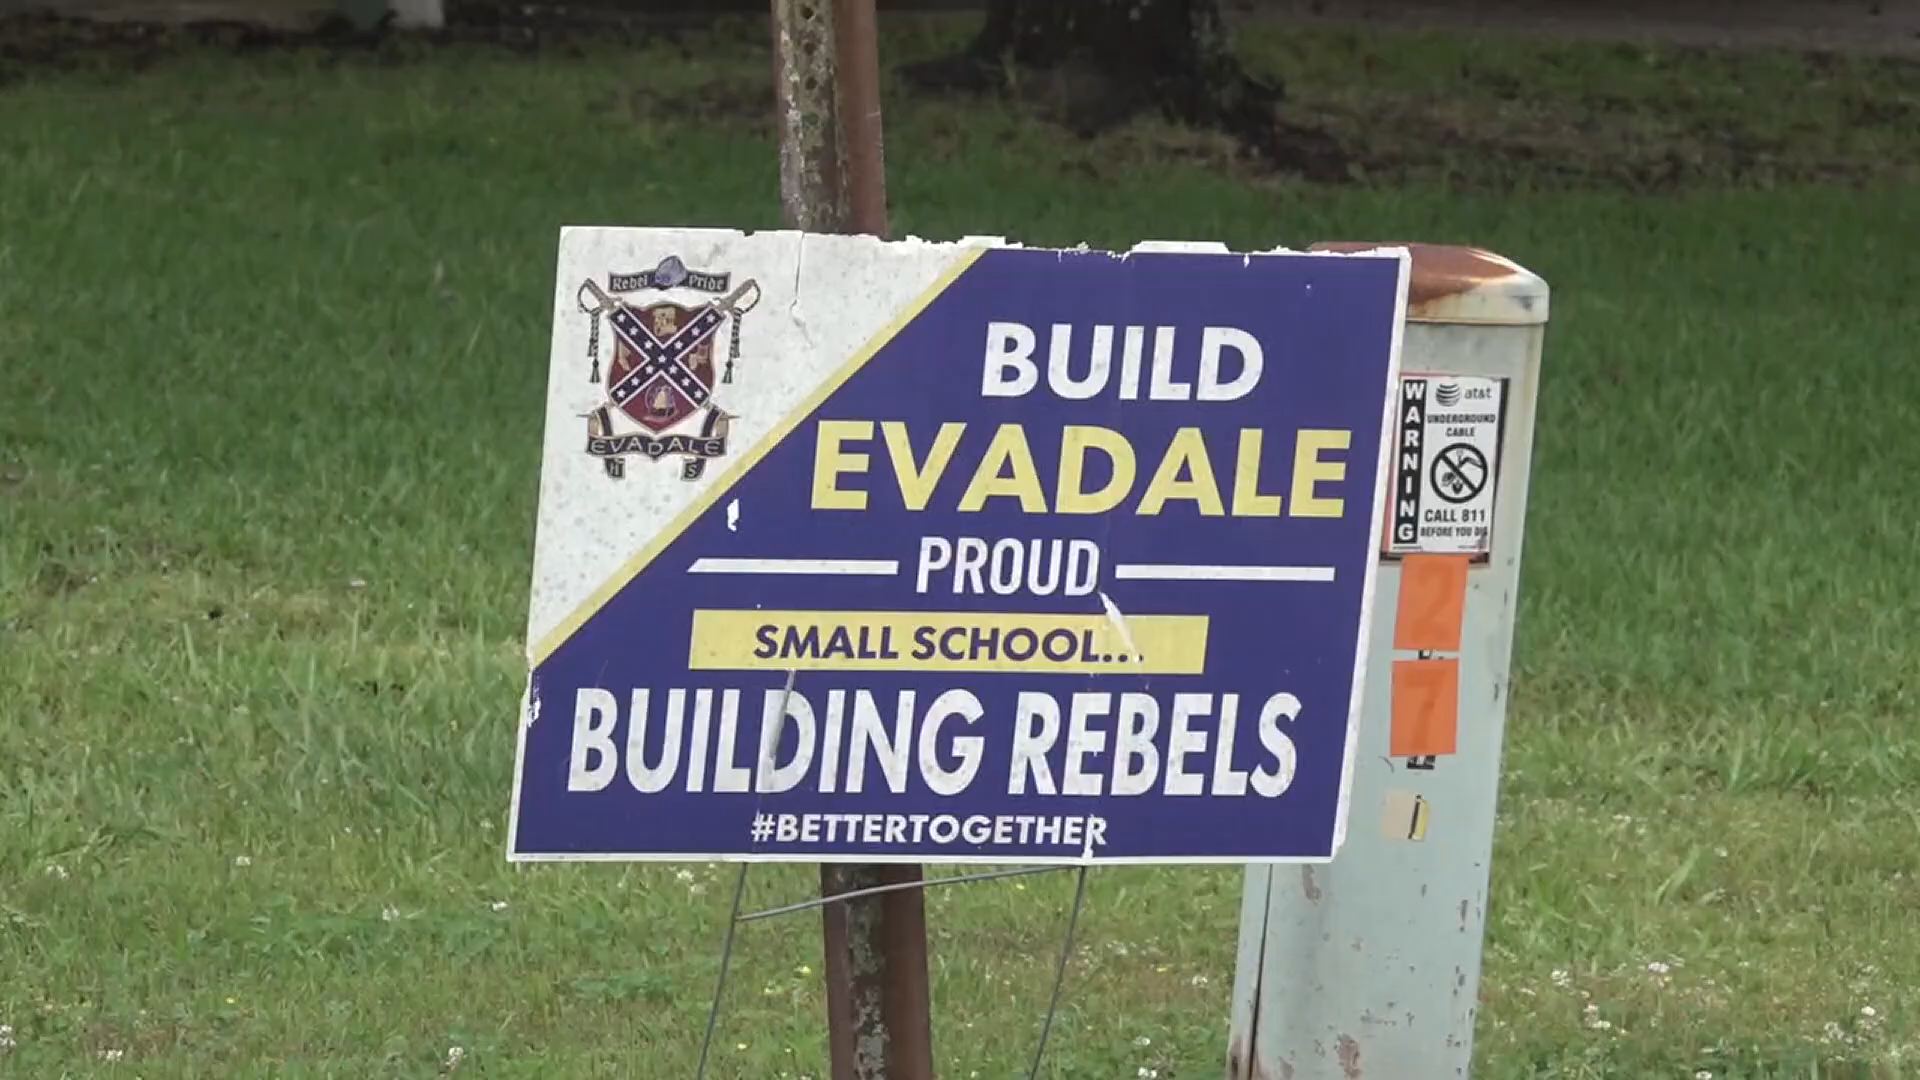 Rebel Pride
EVADALE
H S
BUILD
EVADALE
PROUD
SMALL SCHOOL...
BUILDING REBELS
#BETTERTOGETHER
WARNING
at&t
UNDERGROUND
CABLE
CALL 811
BEFORE YOU DIG
2
7